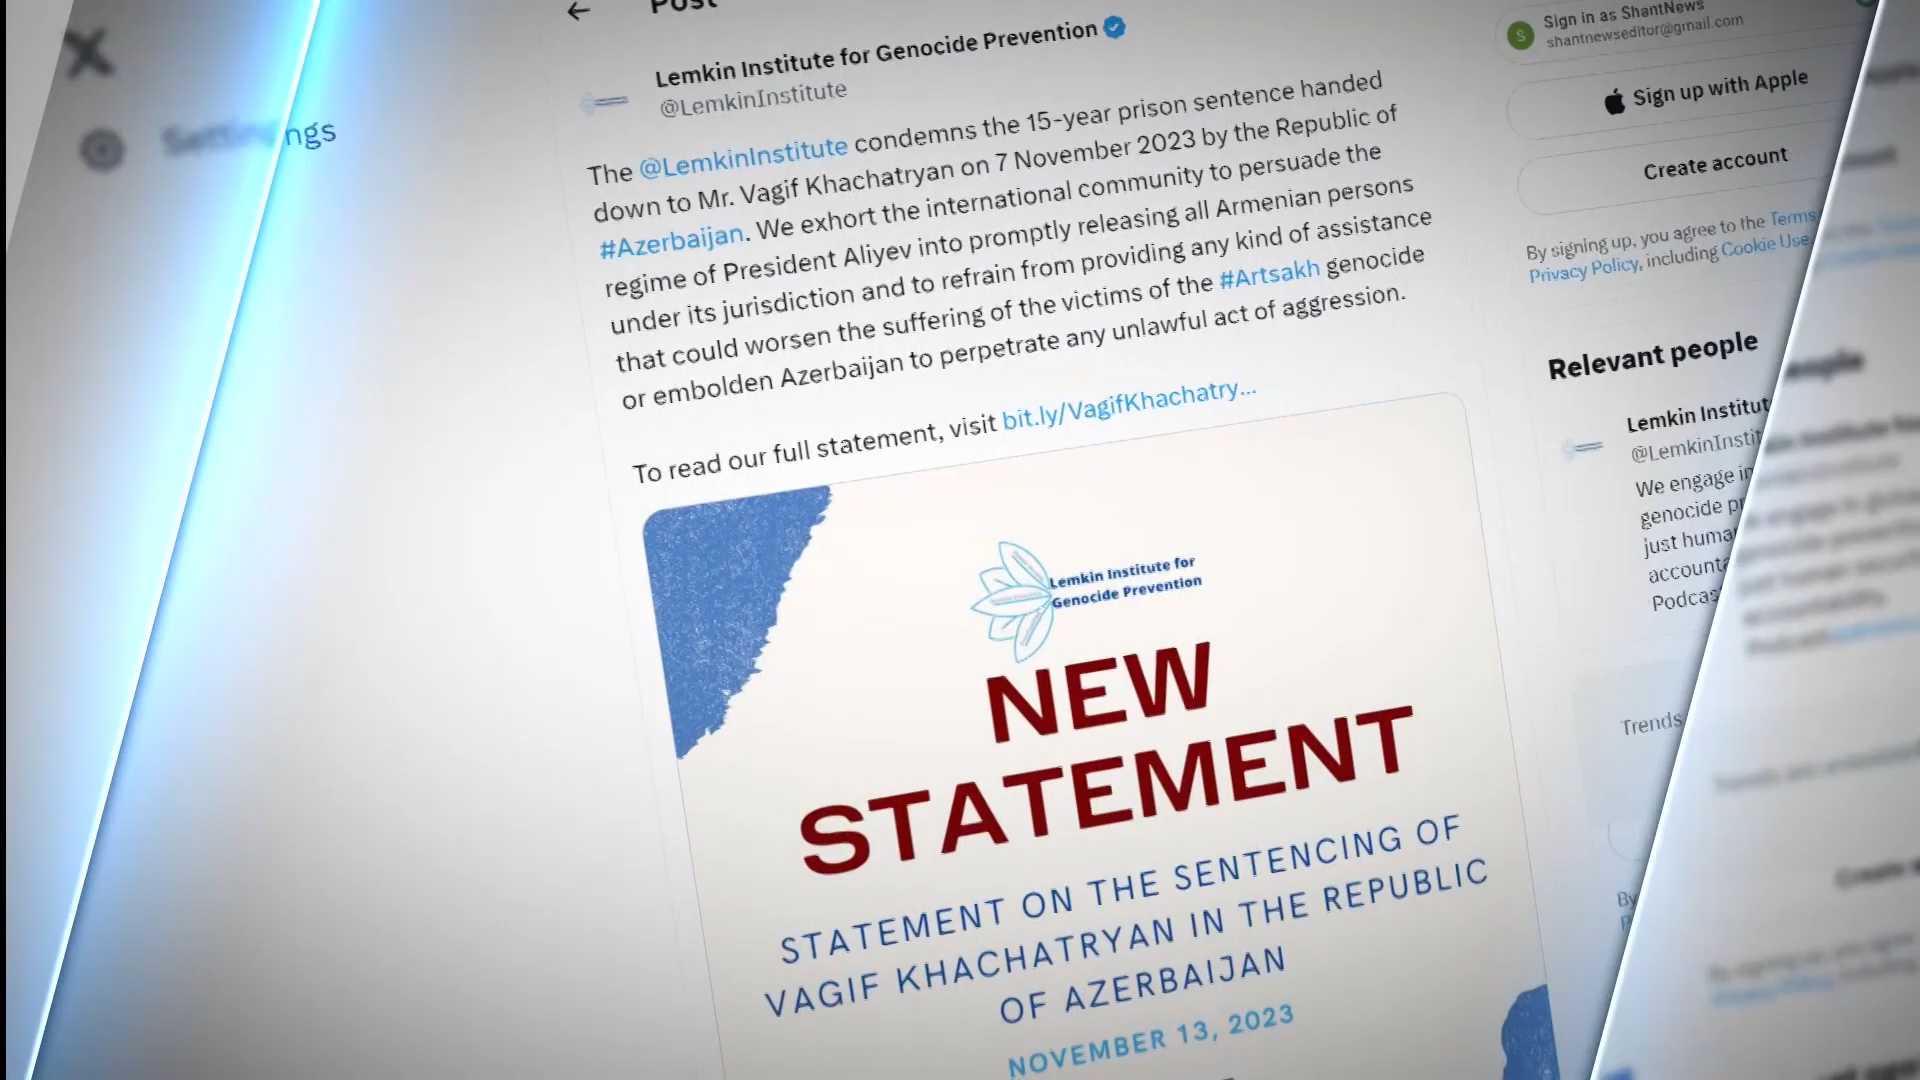 Post
Lemkin Institute for Genocide Prevention
@LemkinInstitute
The @LemkinInstitute condemns the 15-year prison sentence handed
down to Mr. Vagif Khachatryan on 7 November 2023 by the Republic of
#Azerbaijan. We exhort the international community to persuade the
regime of President Aliyev into promptly releasing all Armenian persons
under its jurisdiction and to refrain from providing any kind of assistance
that could worsen the suffering of the victims of the #Artsakh genocide
or embolden Azerbaijan to perpetrate any unlawful act of aggression.
To read our full statement, visit bit.ly/VagifKhachatry...
Lemkin Institute for
Genocide Prevention
NEW
STATEMENT
STATEMENT ON THE SENTENCING OF
VAGIF KHACHATRYAN IN THE REPUBLIC
OF AZERBAIJAN
NOVEMBER 13, 2023
Settings
S
Sign in as ShantNews
shantnewseditor@gmail.com
Sign up with Apple
Create account
By signing up, you agree to the Terms
Privacy Policy, including Cookie Use.
Relevant people
Lemkin Institut
@LemkinInstit
We engage in
genocide pr
just huma
accounta
Podcas
Trends
By